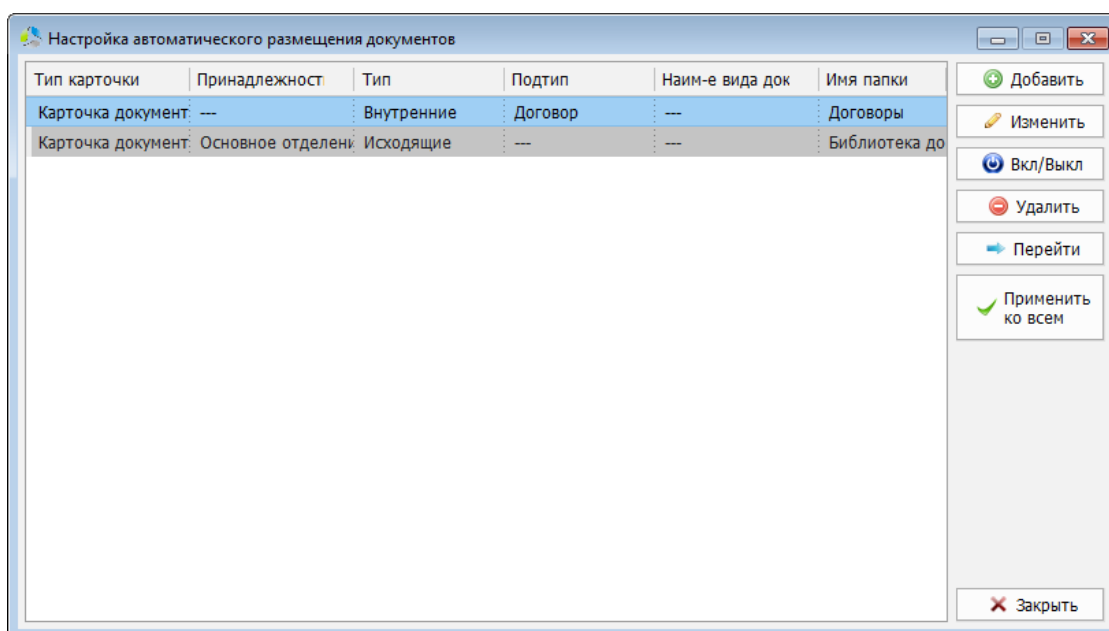 Настройка автоматического размещения документов
Тип карточки Принадлежност Тип Подтип Наим-е вида док Имя папки
Карточка документ --- Внутренние Договор --- Договоры
Карточка документ Основное отделени Исходящие --- --- Библиотека до
Добавить
Изменить
Вкл/Выкл
Удалить
Перейти
Применить
ко всем
Закрыть